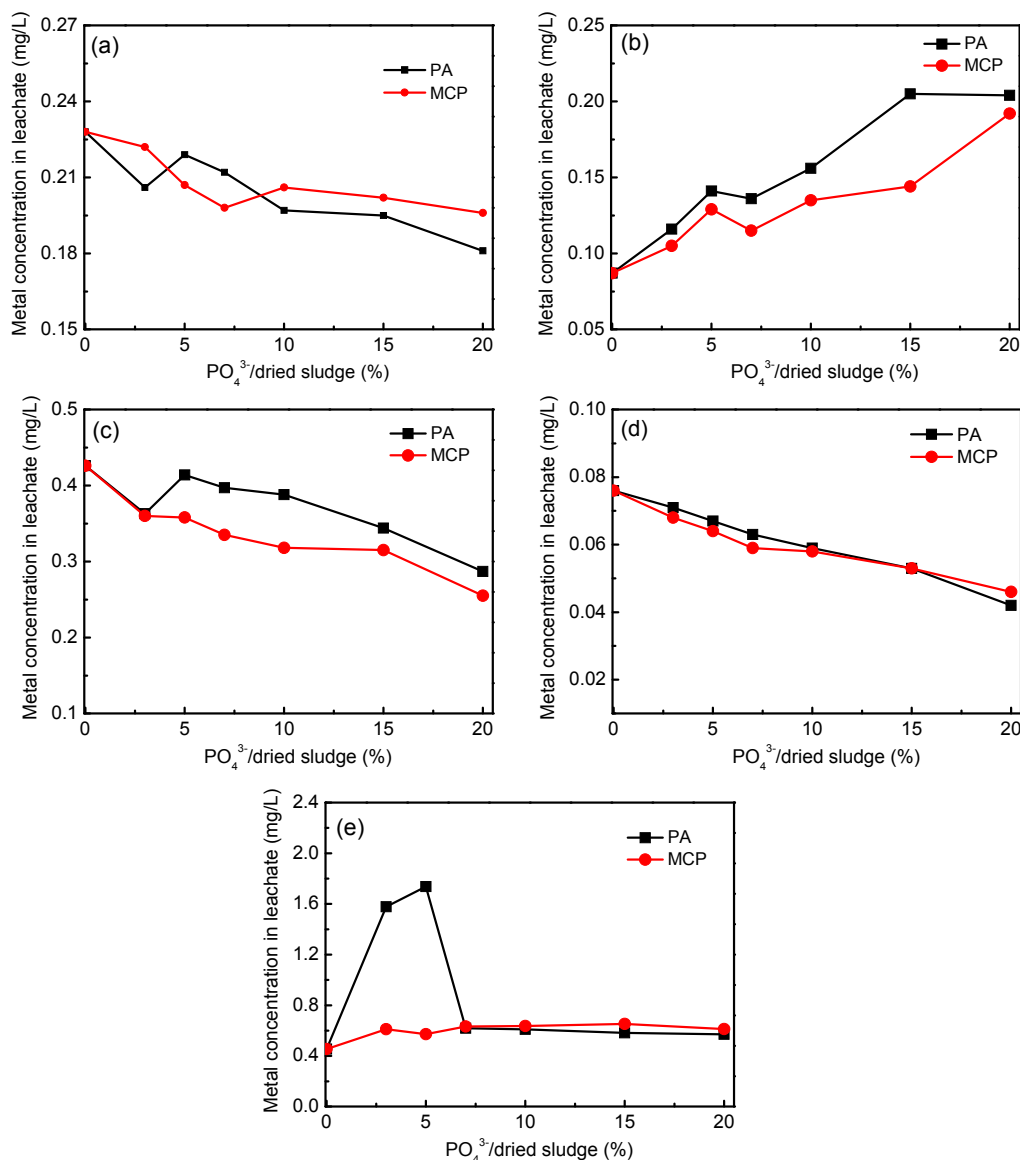 (a)
PA
MCP
Metal concentration in leachate (mg/L)
0.27
0.24
0.21
0.18
0.15
0 5 10 15 20
PO₄³⁻/dried sludge (%)
(b)
PA
MCP
Metal concentration in leachate (mg/L)
0.25
0.20
0.15
0.10
0.05
0 5 10 15 20
PO₄³⁻/dried sludge (%)
(c)
PA
MCP
Metal concentration in leachate (mg/L)
0.5
0.4
0.3
0.2
0.1
0 5 10 15 20
PO₄³⁻/dried sludge (%)
(d)
PA
MCP
Metal concentration in leachate (mg/L)
0.10
0.08
0.06
0.04
0.02
0 5 10 15 20
PO₄³⁻/dried sludge (%)
(e)
PA
MCP
Metal concentration in leachate (mg/L)
2.4
2.0
1.6
1.2
0.8
0.4
0.0
0 5 10 15 20
PO₄³⁻/dried sludge (%)